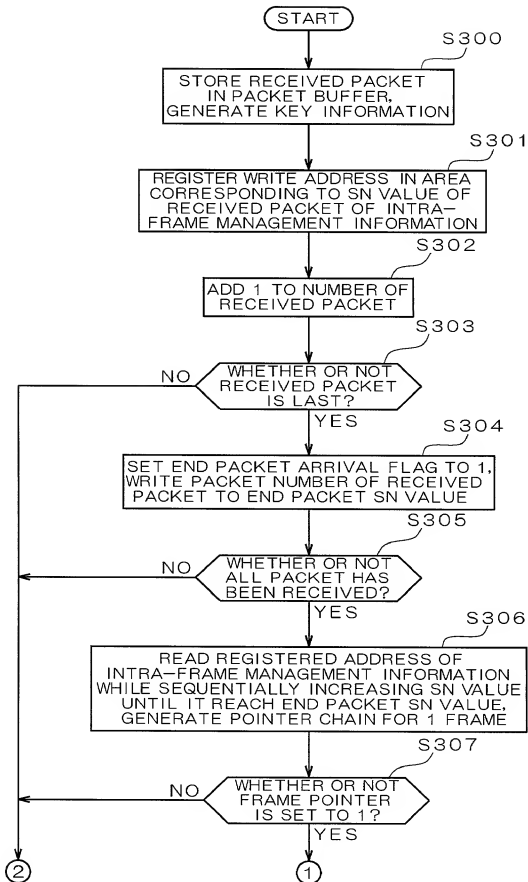 START
S300
STORE RECEIVED PACKET
IN PACKET BUFFER,
GENERATE KEY INFORMATION
S301
REGISTER WRITE ADDRESS IN AREA
CORRESPONDING TO SN VALUE OF
RECEIVED PACKET OF INTRA-
FRAME MANAGEMENT INFORMATION
S302
ADD 1 TO NUMBER OF
RECEIVED PACKET
S303
WHETHER OR NOT
RECEIVED PACKET
IS LAST?
NO
YES
S304
SET END PACKET ARRIVAL FLAG TO 1,
WRITE PACKET NUMBER OF RECEIVED
PACKET TO END PACKET SN VALUE
S305
WHETHER OR NOT
ALL PACKET HAS
BEEN RECEIVED?
NO
YES
S306
READ REGISTERED ADDRESS OF
INTRA-FRAME MANAGEMENT INFORMATION
WHILE SEQUENTIALLY INCREASING SN VALUE
UNTIL IT REACH END PACKET SN VALUE,
GENERATE POINTER CHAIN FOR 1 FRAME
S307
WHETHER OR NOT
FRAME POINTER
IS SET TO 1?
NO
YES
2
1